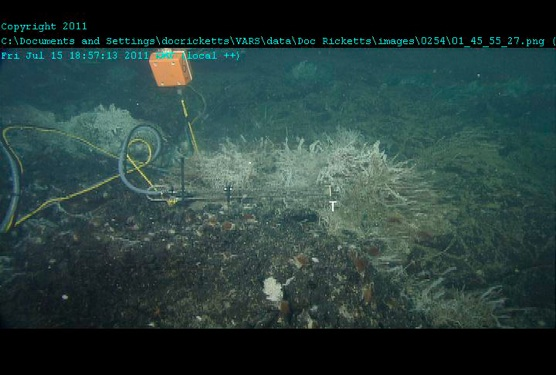 Copyright 2011
C:\Documents and Settings\docricketts\VARS\data\Doc Ricketts\images\0254\01_45_55_27.png (
Fri Jul 15 18:57:13 2011 (local ++)
T